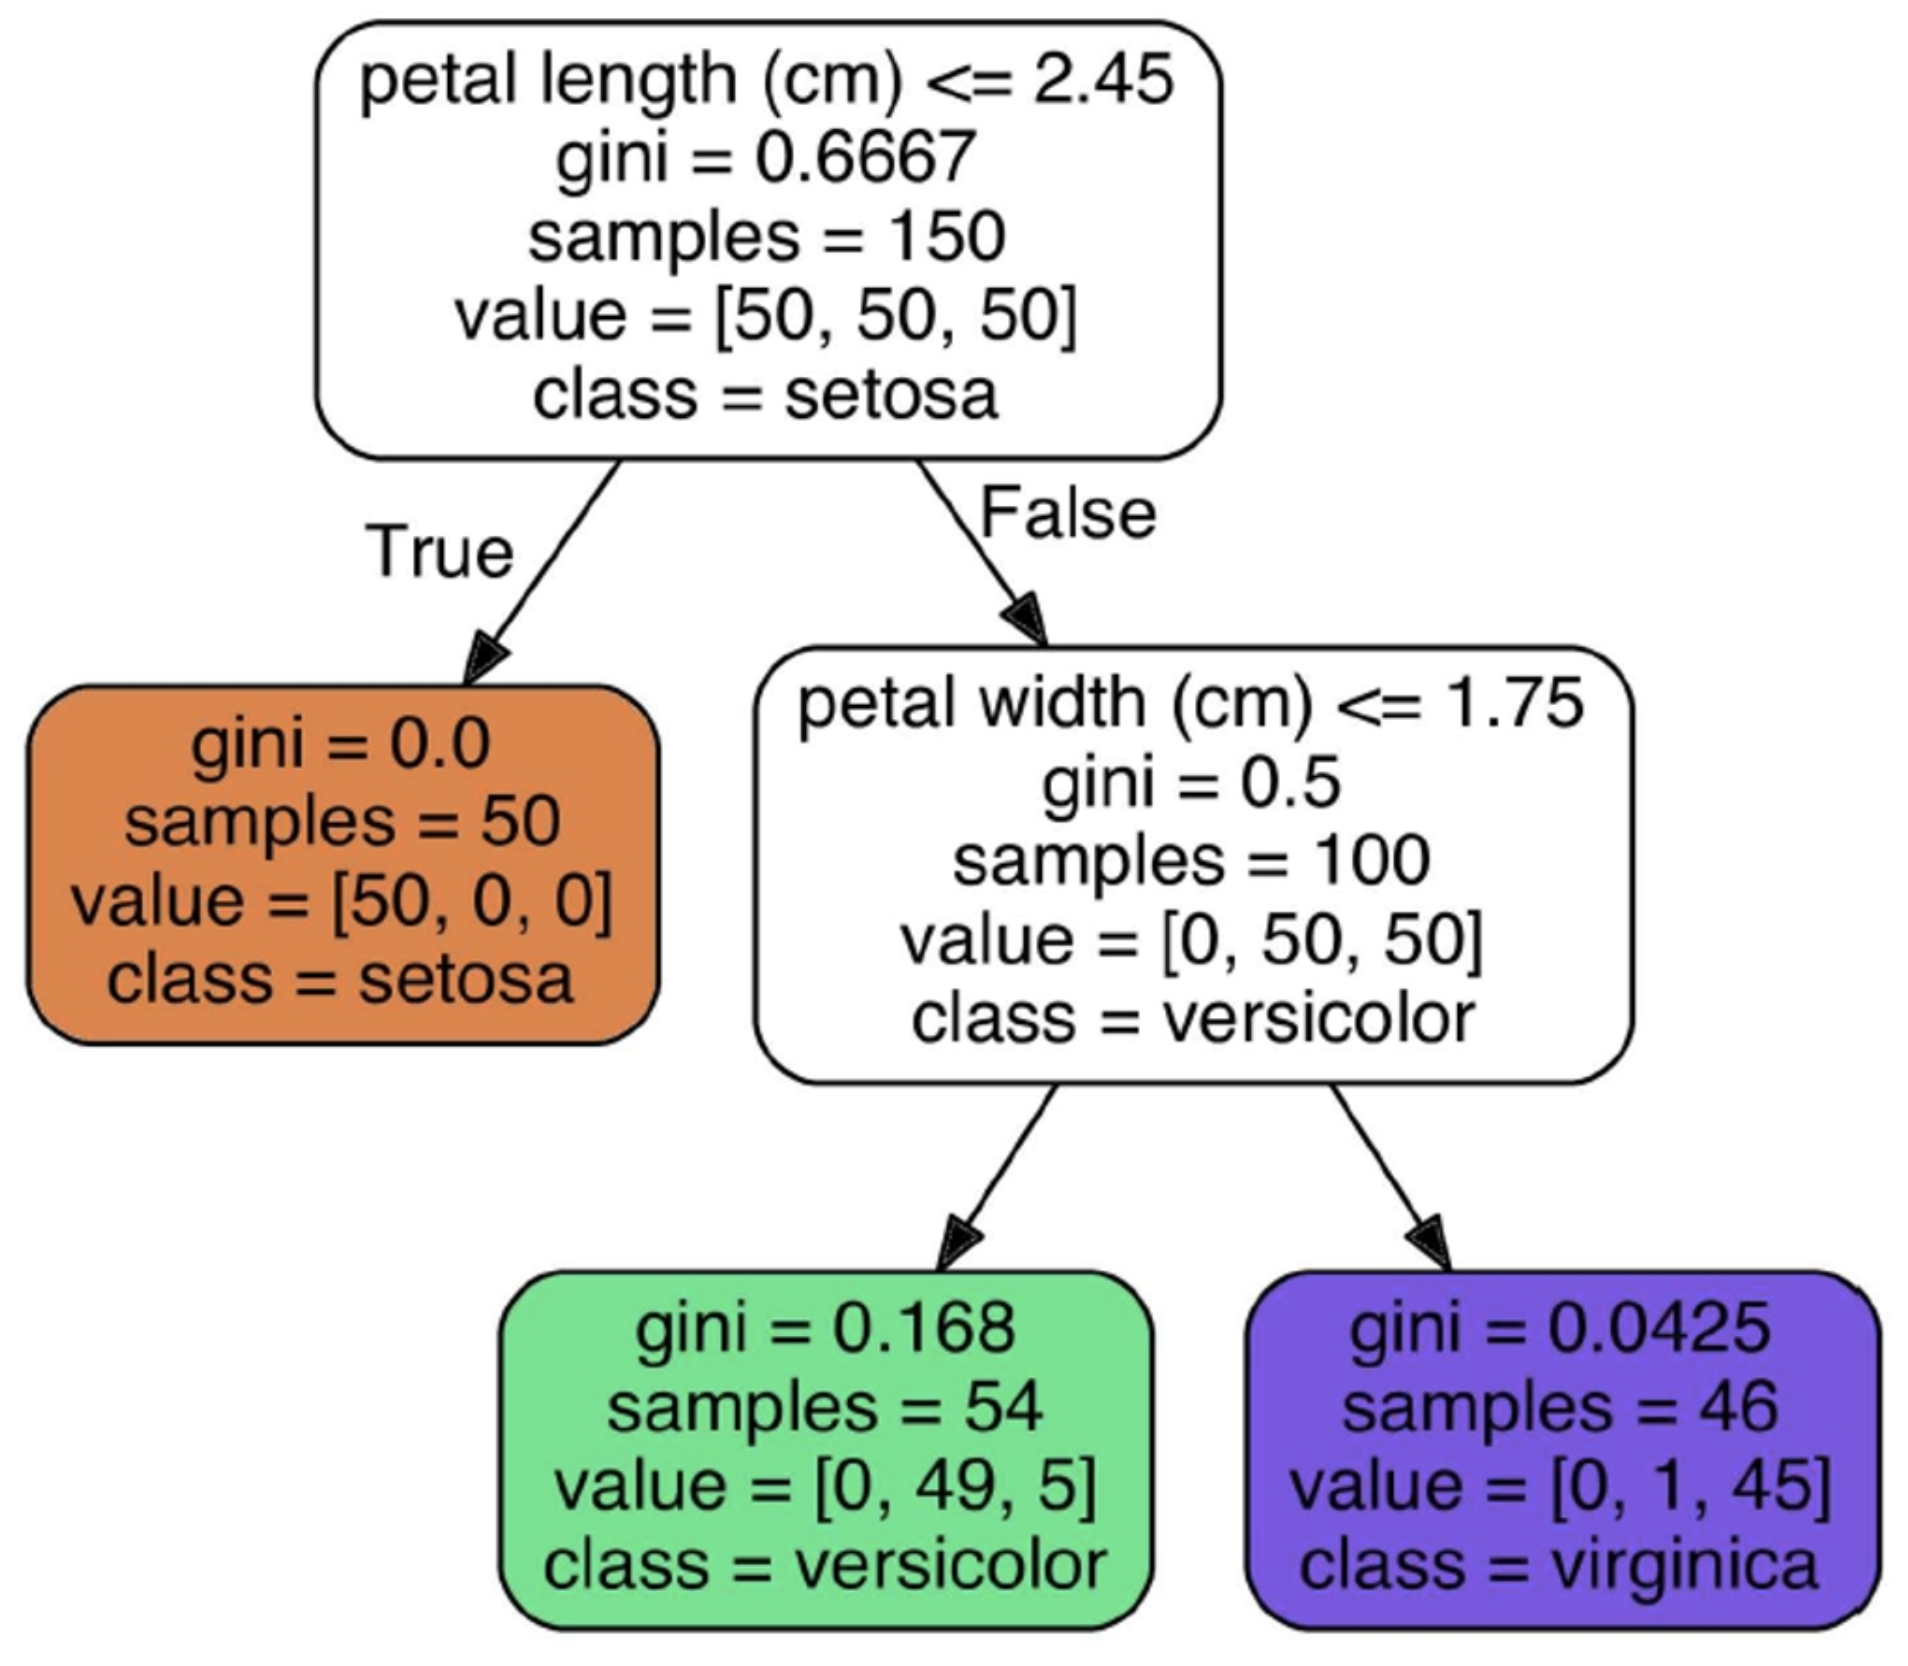 petal length (cm) <= 2.45
gini = 0.6667
samples = 150
value = [50, 50, 50]
class = setosa
True
False
gini = 0.0
samples = 50
value = [50, 0, 0]
class = setosa
petal width (cm) <= 1.75
gini = 0.5
samples = 100
value = [0, 50, 50]
class = versicolor
gini = 0.168
samples = 54
value = [0, 49, 5]
class = versicolor
gini = 0.0425
samples = 46
value = [0, 1, 45]
class = virginica